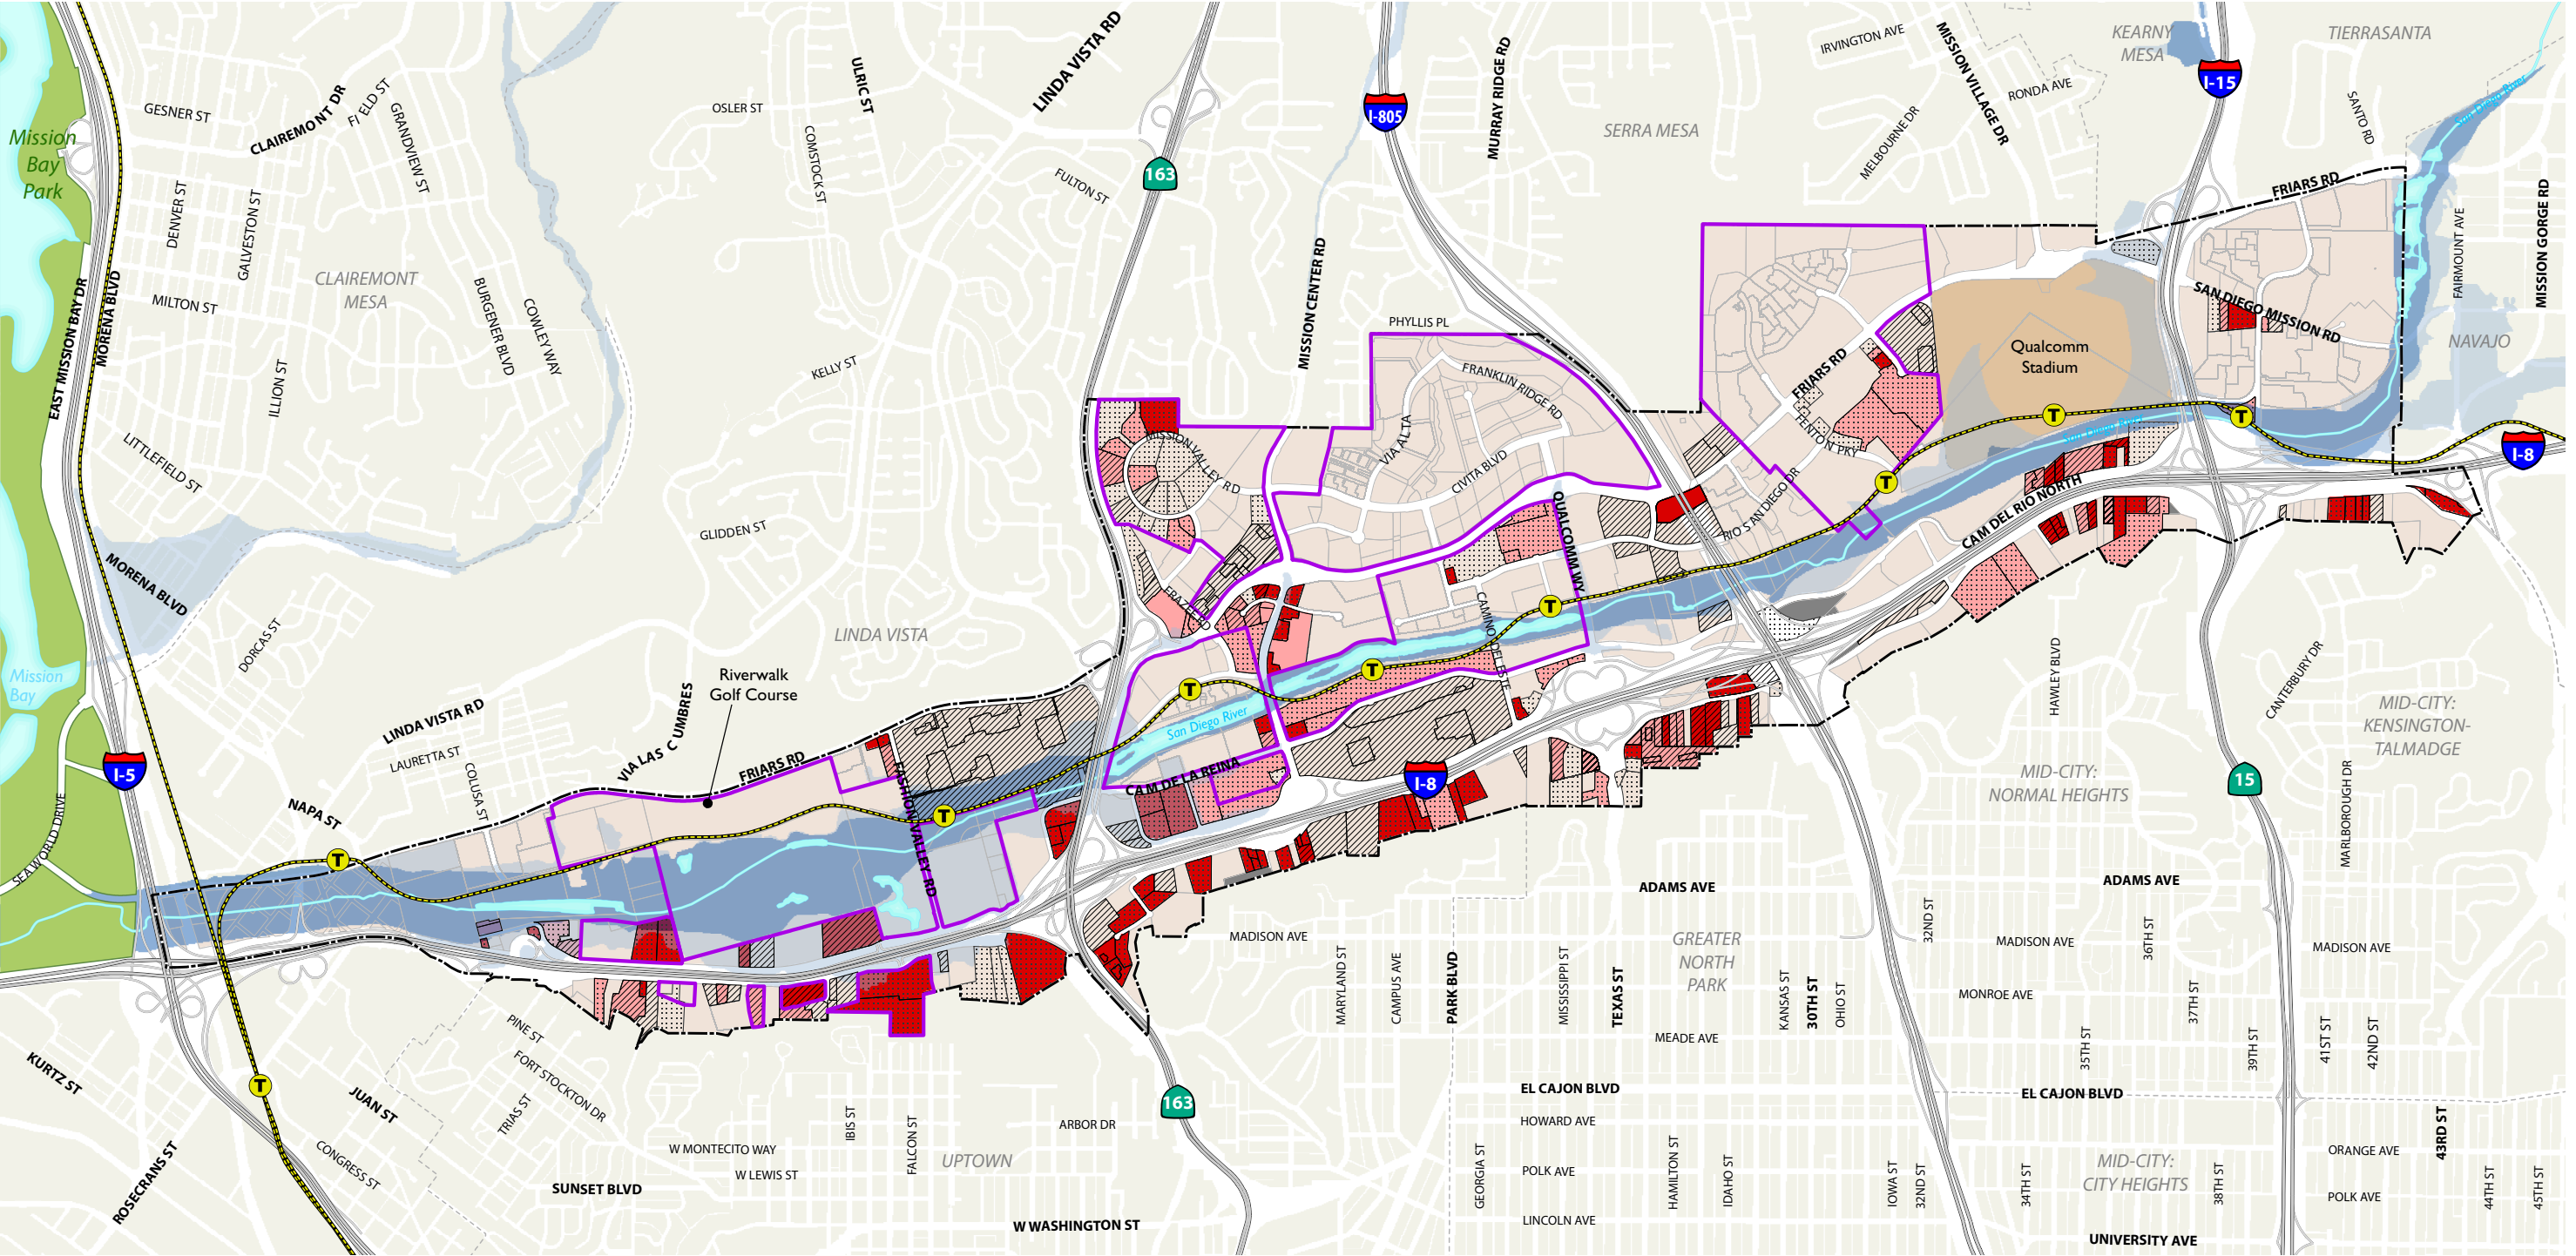 LINDA VISTA RD
ULRIC ST
OSLER ST
COMSTOCK ST
FULTON ST
163
I-805
MURRAY RIDGE RD
SERRA MESA
IRVINGTON AVE
MISSION VILLAGE DR
RONDA AVE
MELBOURNE DR
KEARNY
MESA
TIERRASANTA
I-15
SANTO RD
San Diego River
Mission
Bay
Park
GESNER ST
CLAIREMONT DR
FIELD ST
GRANDVIEW ST
DENVER ST
GALVESTON ST
CLAIREMONT
MESA
MILTON ST
BURGENER BLVD
COWLEY WAY
EAST MISSION BAY DR
MORENA BLVD
ILLION ST
LITTLEFIELD ST
KELLY ST
GLIDDEN ST
MISSION CENTER RD
PHYLLIS PL
FRANKLIN RIDGE RD
VIA ALTA
CIVITA BLVD
MISSION VALLEY RD
FRIARS RD
FRIARS RD
Qualcomm
Stadium
SAN DIEGO MISSION RD
FAIRMOUNT AVE
MISSION GORGE RD
NAVAJO
FENTON PKY
RIO SAN DIEGO DR
San Diego River
T
T
T
I-8
CAM DEL RIO NORTH
QUALCOMM WY
CAMINO DEL ESTE
FRAZEE RD
T
T
T
San Diego River
MORENA BLVD
DORCAS ST
LINDA VISTA
Mission
Bay
Riverwalk
Golf Course
LINDA VISTA RD
LAURETTA ST
COLUSA ST
VIA LAS CUMBRES
FRIARS RD
FASHION VALLEY RD
CAM DE LA REINA
I-8
I-5
NAPA ST
SEA WORLD DRIVE
T
T
T
HAWLEY BLVD
CANTERBURY DR
MID-CITY:
KENSINGTON-
TALMADGE
MID-CITY:
NORMAL HEIGHTS
15
MARLBOROUGH DR
ADAMS AVE
ADAMS AVE
MADISON AVE
MARYLAND ST
CAMPUS AVE
PARK BLVD
MISSISSIPPI ST
TEXAS ST
GREATER
NORTH
PARK
KANSAS ST
30TH ST
OHIO ST
32ND ST
MADISON AVE
36TH ST
MADISON AVE
MONROE AVE
37TH ST
35TH ST
39TH ST
41ST ST
42ND ST
MEADE AVE
PINE ST
FORT STOCKTON DR
KURTZ ST
JUAN ST
TRIAS ST
CONGRESS ST
ROSECRANS ST
IBIS ST
FALCON ST
W MONTECITO WAY
W LEWIS ST
SUNSET BLVD
UPTOWN
ARBOR DR
163
W WASHINGTON ST
EL CAJON BLVD
HOWARD AVE
GEORGIA ST
POLK AVE
HAMILTON ST
IDAHO ST
LINCOLN AVE
IOWA ST
32ND ST
EL CAJON BLVD
34TH ST
MID-CITY:
CITY HEIGHTS
38TH ST
ORANGE AVE
43RD ST
POLK AVE
44TH ST
45TH ST
UNIVERSITY AVE